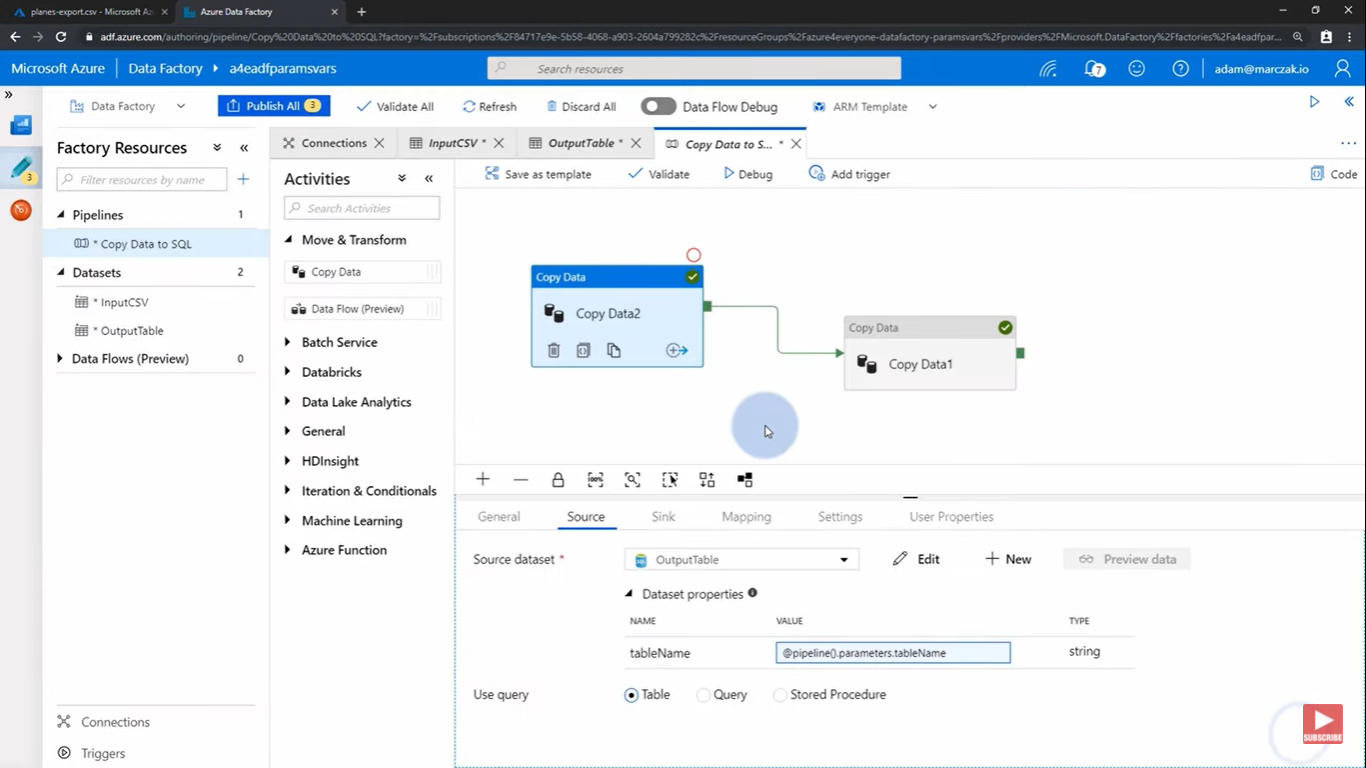 planes-export.csv - Microsoft Az
Azure Data Factory
adf.azure.com/authoring/pipeline/Copy%20Data%20to%20SQL?factory=%2Fsubscriptions%2F84717e9e-5b58-4068-a903-2604a799282c%2FresourceGroups%2Fazure4everyone-datafactory-paramsvars%2Fproviders%2FMicrosoft.DataFactory%2Ffactories%2Fa4eadfpar...
Microsoft Azure
Data Factory
a4eadfparamsvars
Search resources
7
adam@marczak.io
Data Factory
Publish All
3
Validate All
Refresh
Discard All
Data Flow Debug
ARM Template
3
Factory Resources
Filter resources by name
Pipelines
1
* Copy Data to SQL
Datasets
2
* InputCSV
* OutputTable
Data Flows (Preview)
0
Connections
Triggers
Connections
InputCSV *
OutputTable *
Copy Data to S... *
Activities
Search Activities
Move & Transform
Copy Data
Data Flow (Preview)
Batch Service
Databricks
Data Lake Analytics
General
HDInsight
Iteration & Conditionals
Machine Learning
Azure Function
Save as template
Validate
Debug
Add trigger
Code
Copy Data
Copy Data2
Copy Data
Copy Data1
100%
General
Source
Sink
Mapping
Settings
User Properties
Source dataset *
OutputTable
Edit
New
Preview data
Dataset properties
NAME
VALUE
TYPE
tableName
@pipeline().parameters.tableName
string
Use query
Table
Query
Stored Procedure
SUBSCRIBE